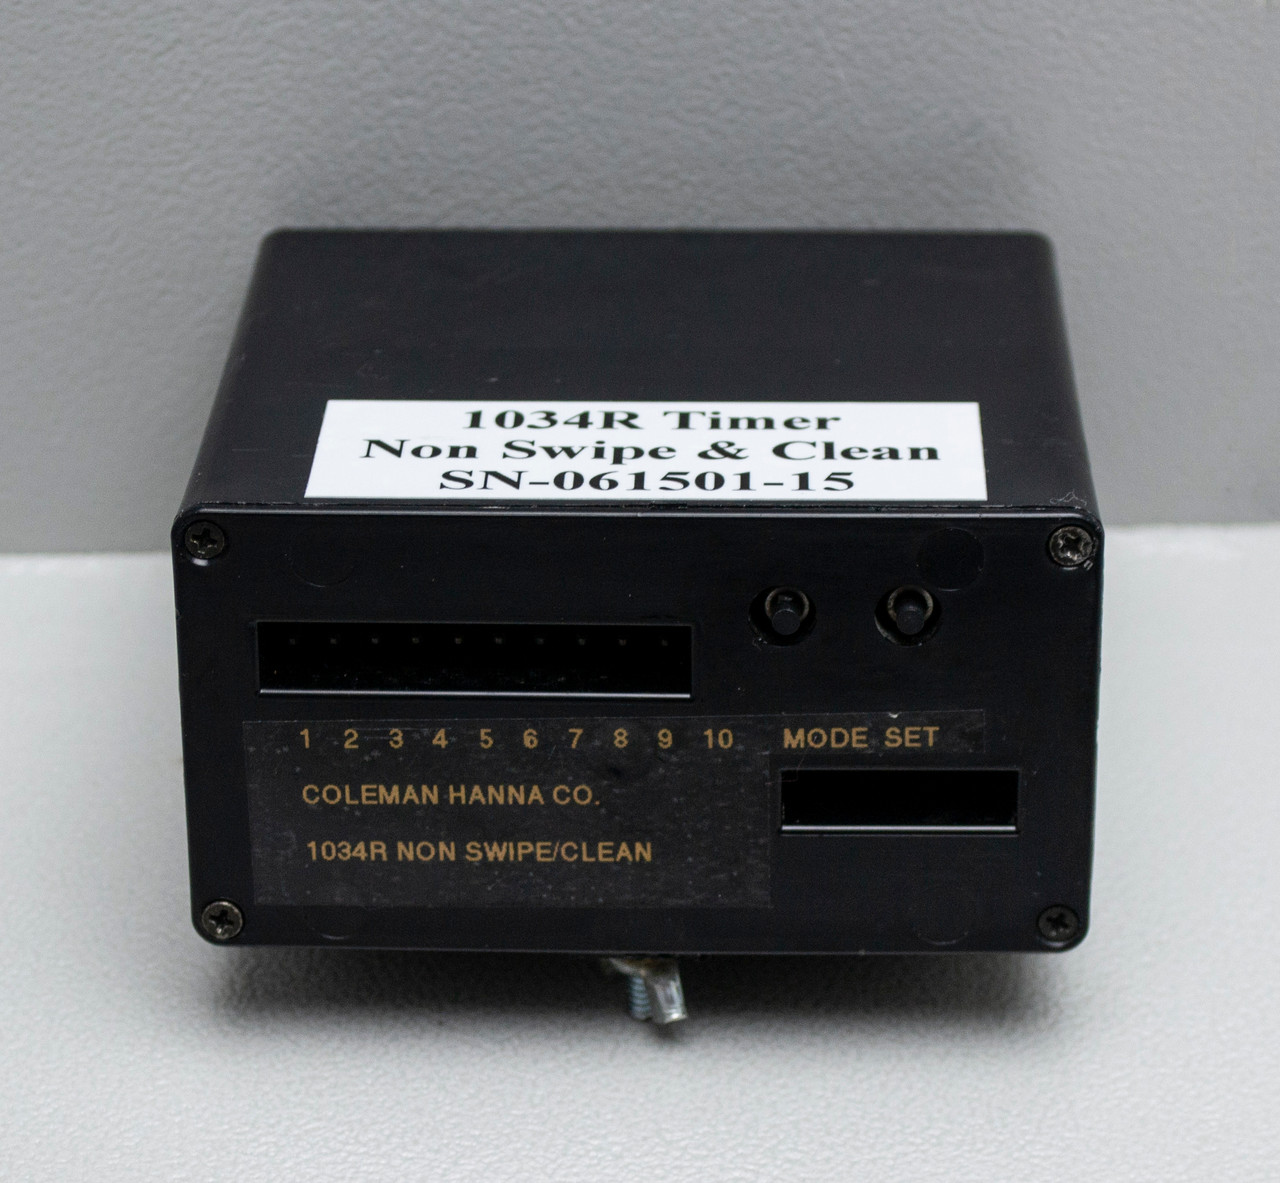 1034R Timer
Non Swipe & Clean
SN-061501-15
1 2 3 4 5 6 7 8 9 10 MODE SET
COLEMAN HANNA CO.
1034R NON SWIPE/CLEAN